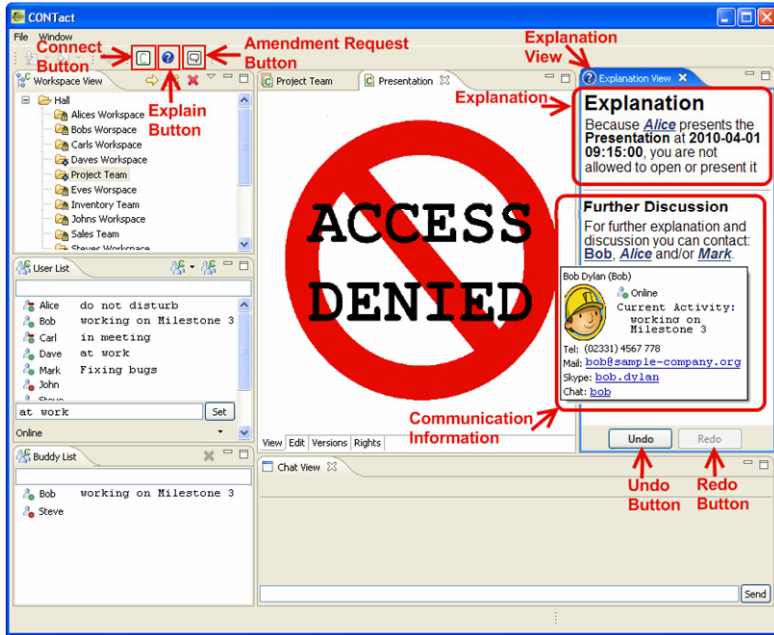 CONTact
File Window
Connect
Button
Amendment Request
Button
Explanation
View
Workspace View
Explain
Button
Project Team
Presentation
Explanation View
Explanation
Hall
Alices Workspace
Bobs Worspace
Carls Workspace
Daves Workspace
Project Team
Eves Worspace
Inventory Team
Johns Workspace
Sales Team
Steves Workspace
ACCESS
DENIED
Explanation
Because Alice presents the
Presentation at 2010-04-01
09:15:00, you are not
allowed to open or present it
Further Discussion
For further explanation and
discussion you can contact:
Bob, Alice and/or Mark.
Bob Dylan (Bob)
Online
Current Activity:
working on
Milestone 3
Tel: (02331) 4567 778
Mail: bob@sample-company.org
Skype: bob.dylan
Chat: bob
User List
Alice do not disturb
Bob working on Milestone 3
Carl in meeting
Dave at work
Mark Fixing bugs
John
Steve
at work
Set
Online
Communication
Information
View Edit Versions Rights
Undo
Redo
Undo
Button
Redo
Button
Buddy List
Bob working on Milestone 3
Steve
Chat View
Send